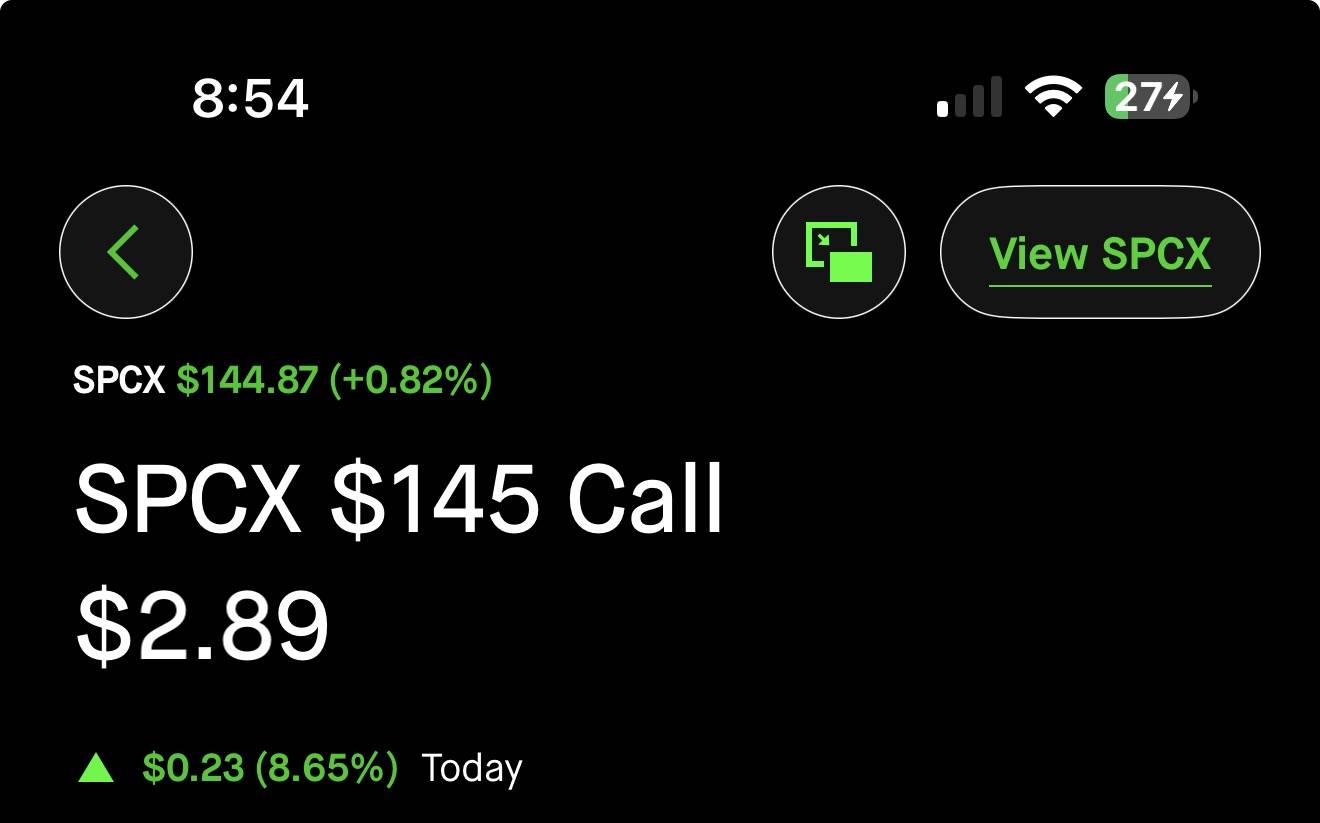 8:54 27
View SPCX
SPCX $144.87 (+0.82%)
SPCX $145 Call
$2.89
$0.23 (8.65%) Today